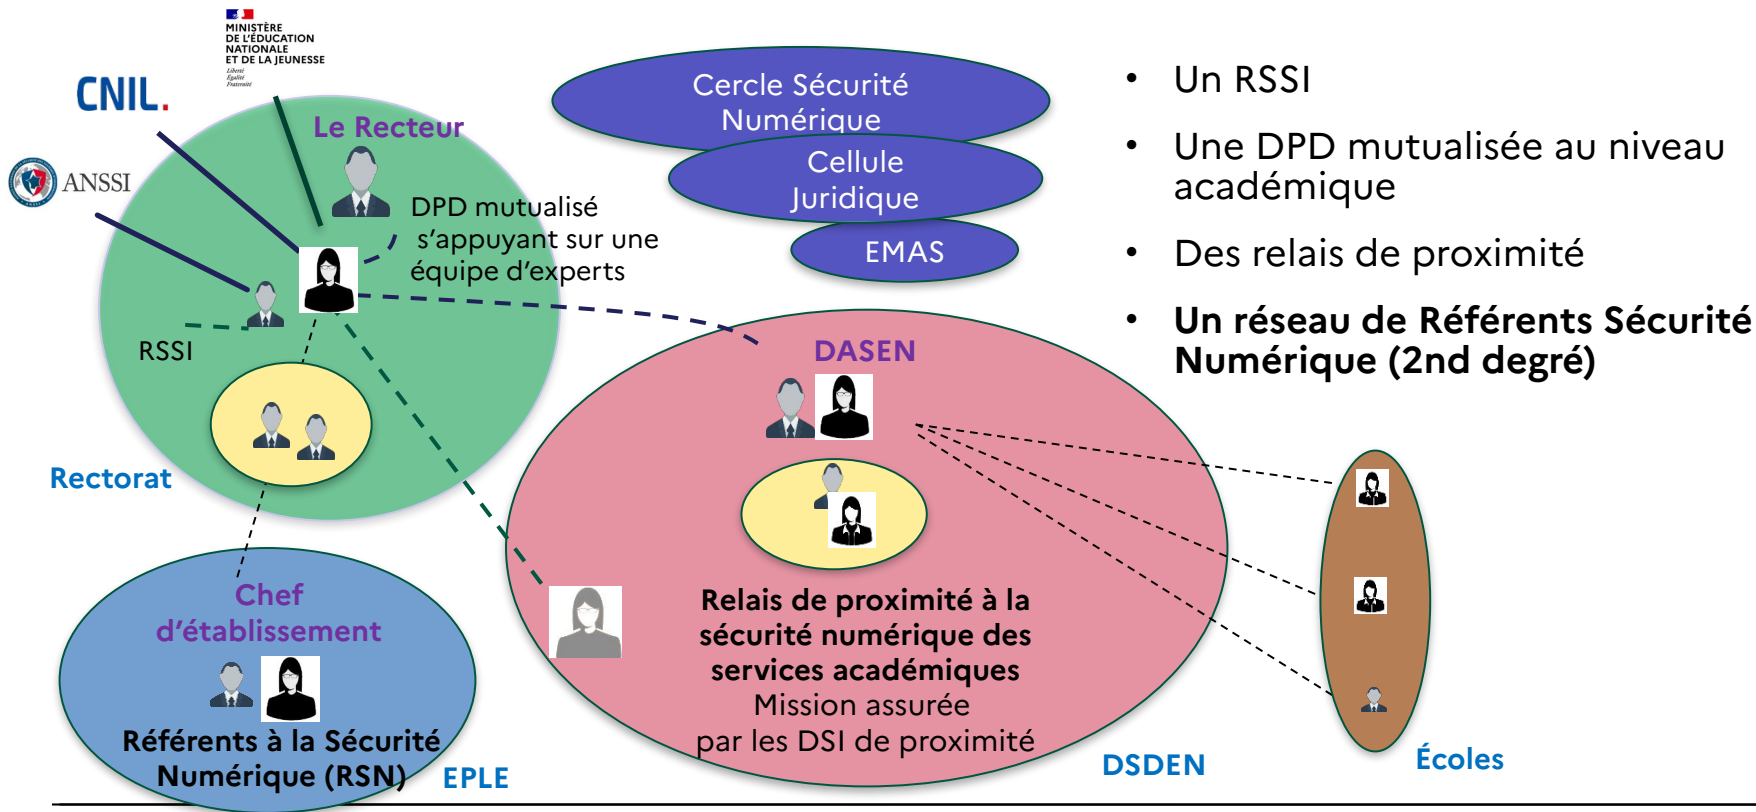 MINISTÈRE
DE L'ÉDUCATION
NATIONALE
ET DE LA JEUNESSE
Liberté
Égalité
Fraternité
CNIL.
ANSSI
Le Recteur
DPD mutualisé
s'appuyant sur une
équipe d'experts
RSSI
Rectorat
Cercle Sécurité
Numérique
Cellule
Juridique
EMAS
• Un RSSI
• Une DPD mutualisée au niveau
académique
• Des relais de proximité
• Un réseau de Référents Sécurité
Numérique (2nd degré)
DASEN
Relais de proximité à la
sécurité numérique des
services académiques
Mission assurée
par les DSI de proximité
DSDEN
Écoles
Chef
d'établissement
Référents à la Sécurité
Numérique (RSN)
EPLE